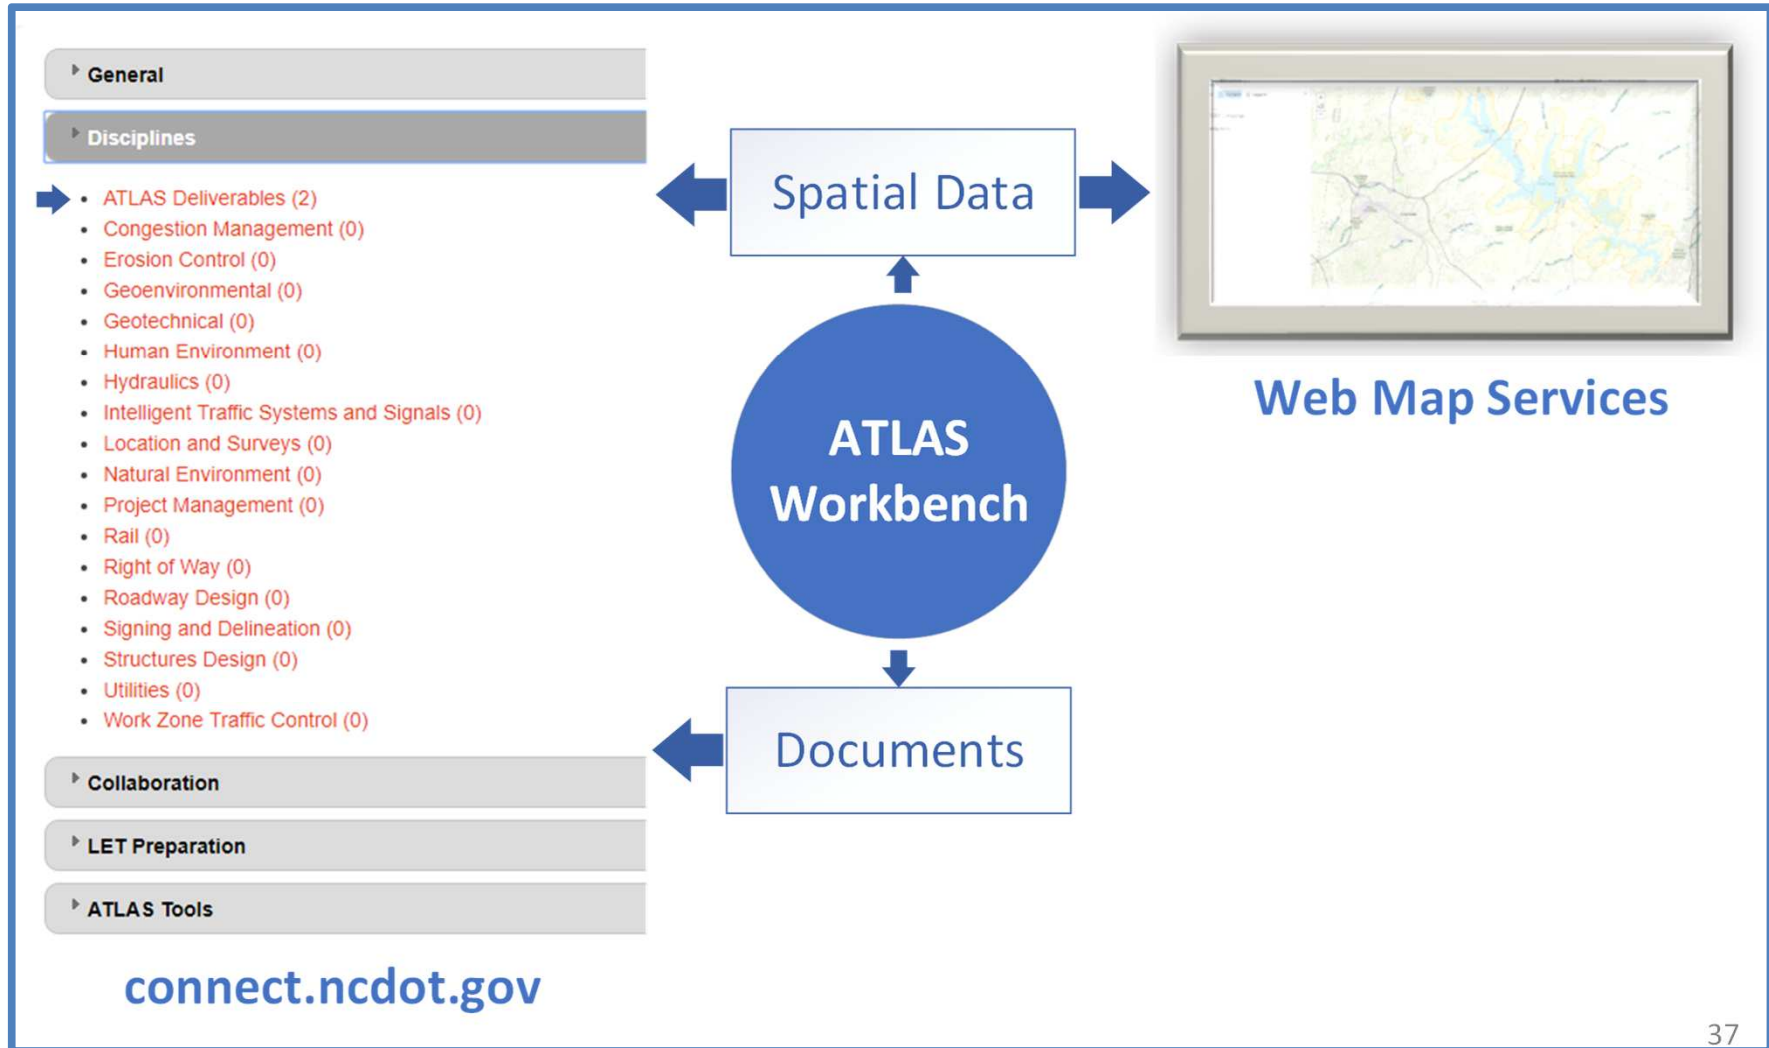 General
Disciplines
ATLAS Deliverables (2)
Congestion Management (0)
Erosion Control (0)
Geoenvironmental (0)
Geotechnical (0)
Human Environment (0)
Hydraulics (0)
Intelligent Traffic Systems and Signals (0)
Location and Surveys (0)
Natural Environment (0)
Project Management (0)
Rail (0)
Right of Way (0)
Roadway Design (0)
Signing and Delineation (0)
Structures Design (0)
Utilities (0)
Work Zone Traffic Control (0)
Collaboration
LET Preparation
ATLAS Tools
connect.ncdot.gov
Spatial Data
ATLAS
Workbench
Documents
Web Map Services
37